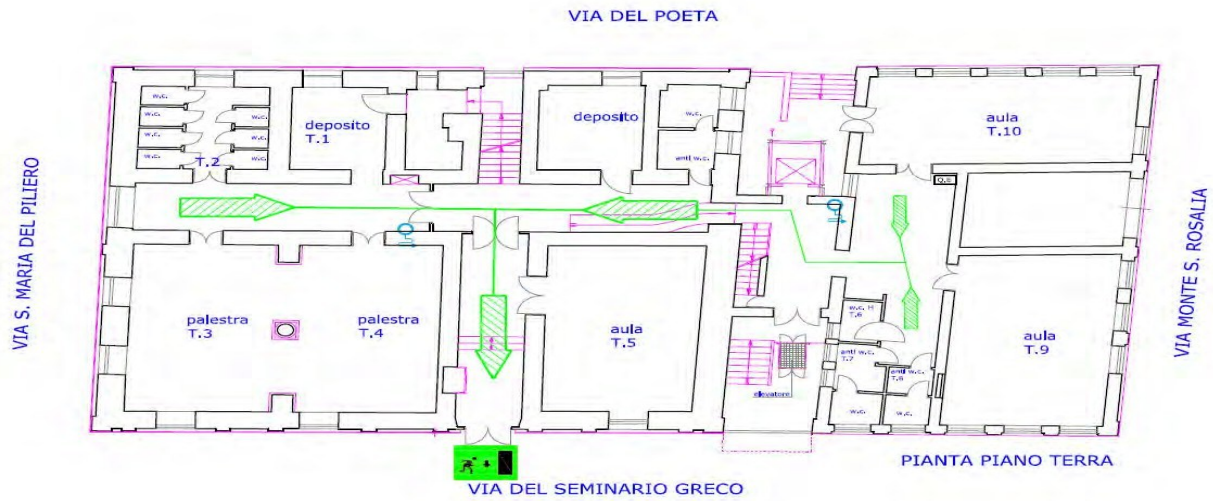 VIA DEL POETA
w.c.
w.c.
w.c.
w.c.
w.c.
w.c.
w.c.
T.2
deposito
T.1
deposito
w.c.
anti w.c.
aula
T.10
Q.E
VIA S. MARIA DEL PILIERO
VIA MONTE S. ROSALIA
palestra
T.3
palestra
T.4
aula
T.5
w.c. H
T.6
anti w.c.
T.7
anti w.c.
T.8
w.c.
w.c.
elevatore
aula
T.9
PIANTA PIANO TERRA
VIA DEL SEMINARIO GRECO